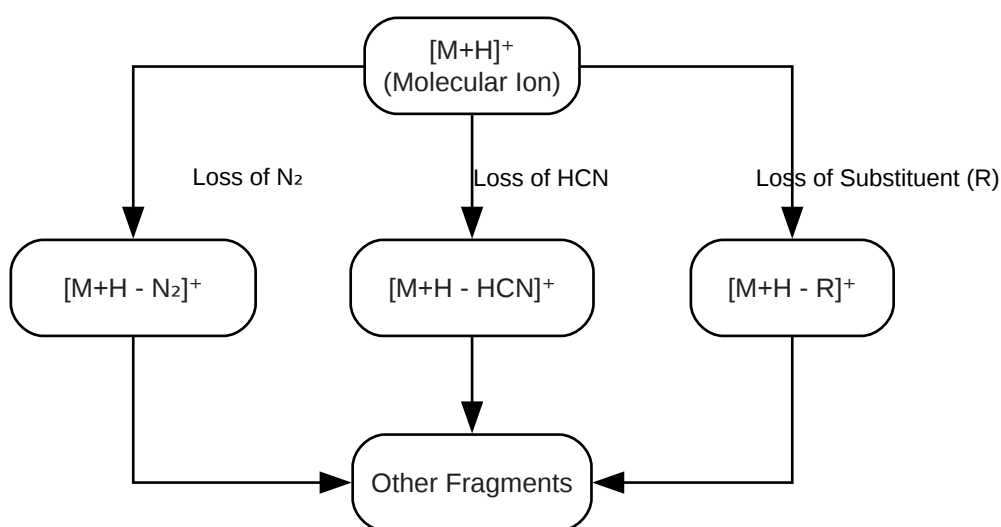 [M+H]⁺
(Molecular Ion)
Loss of N₂
Loss of HCN
Loss of Substituent (R)
[M+H - N₂]⁺
[M+H - HCN]⁺
[M+H - R]⁺
Other Fragments